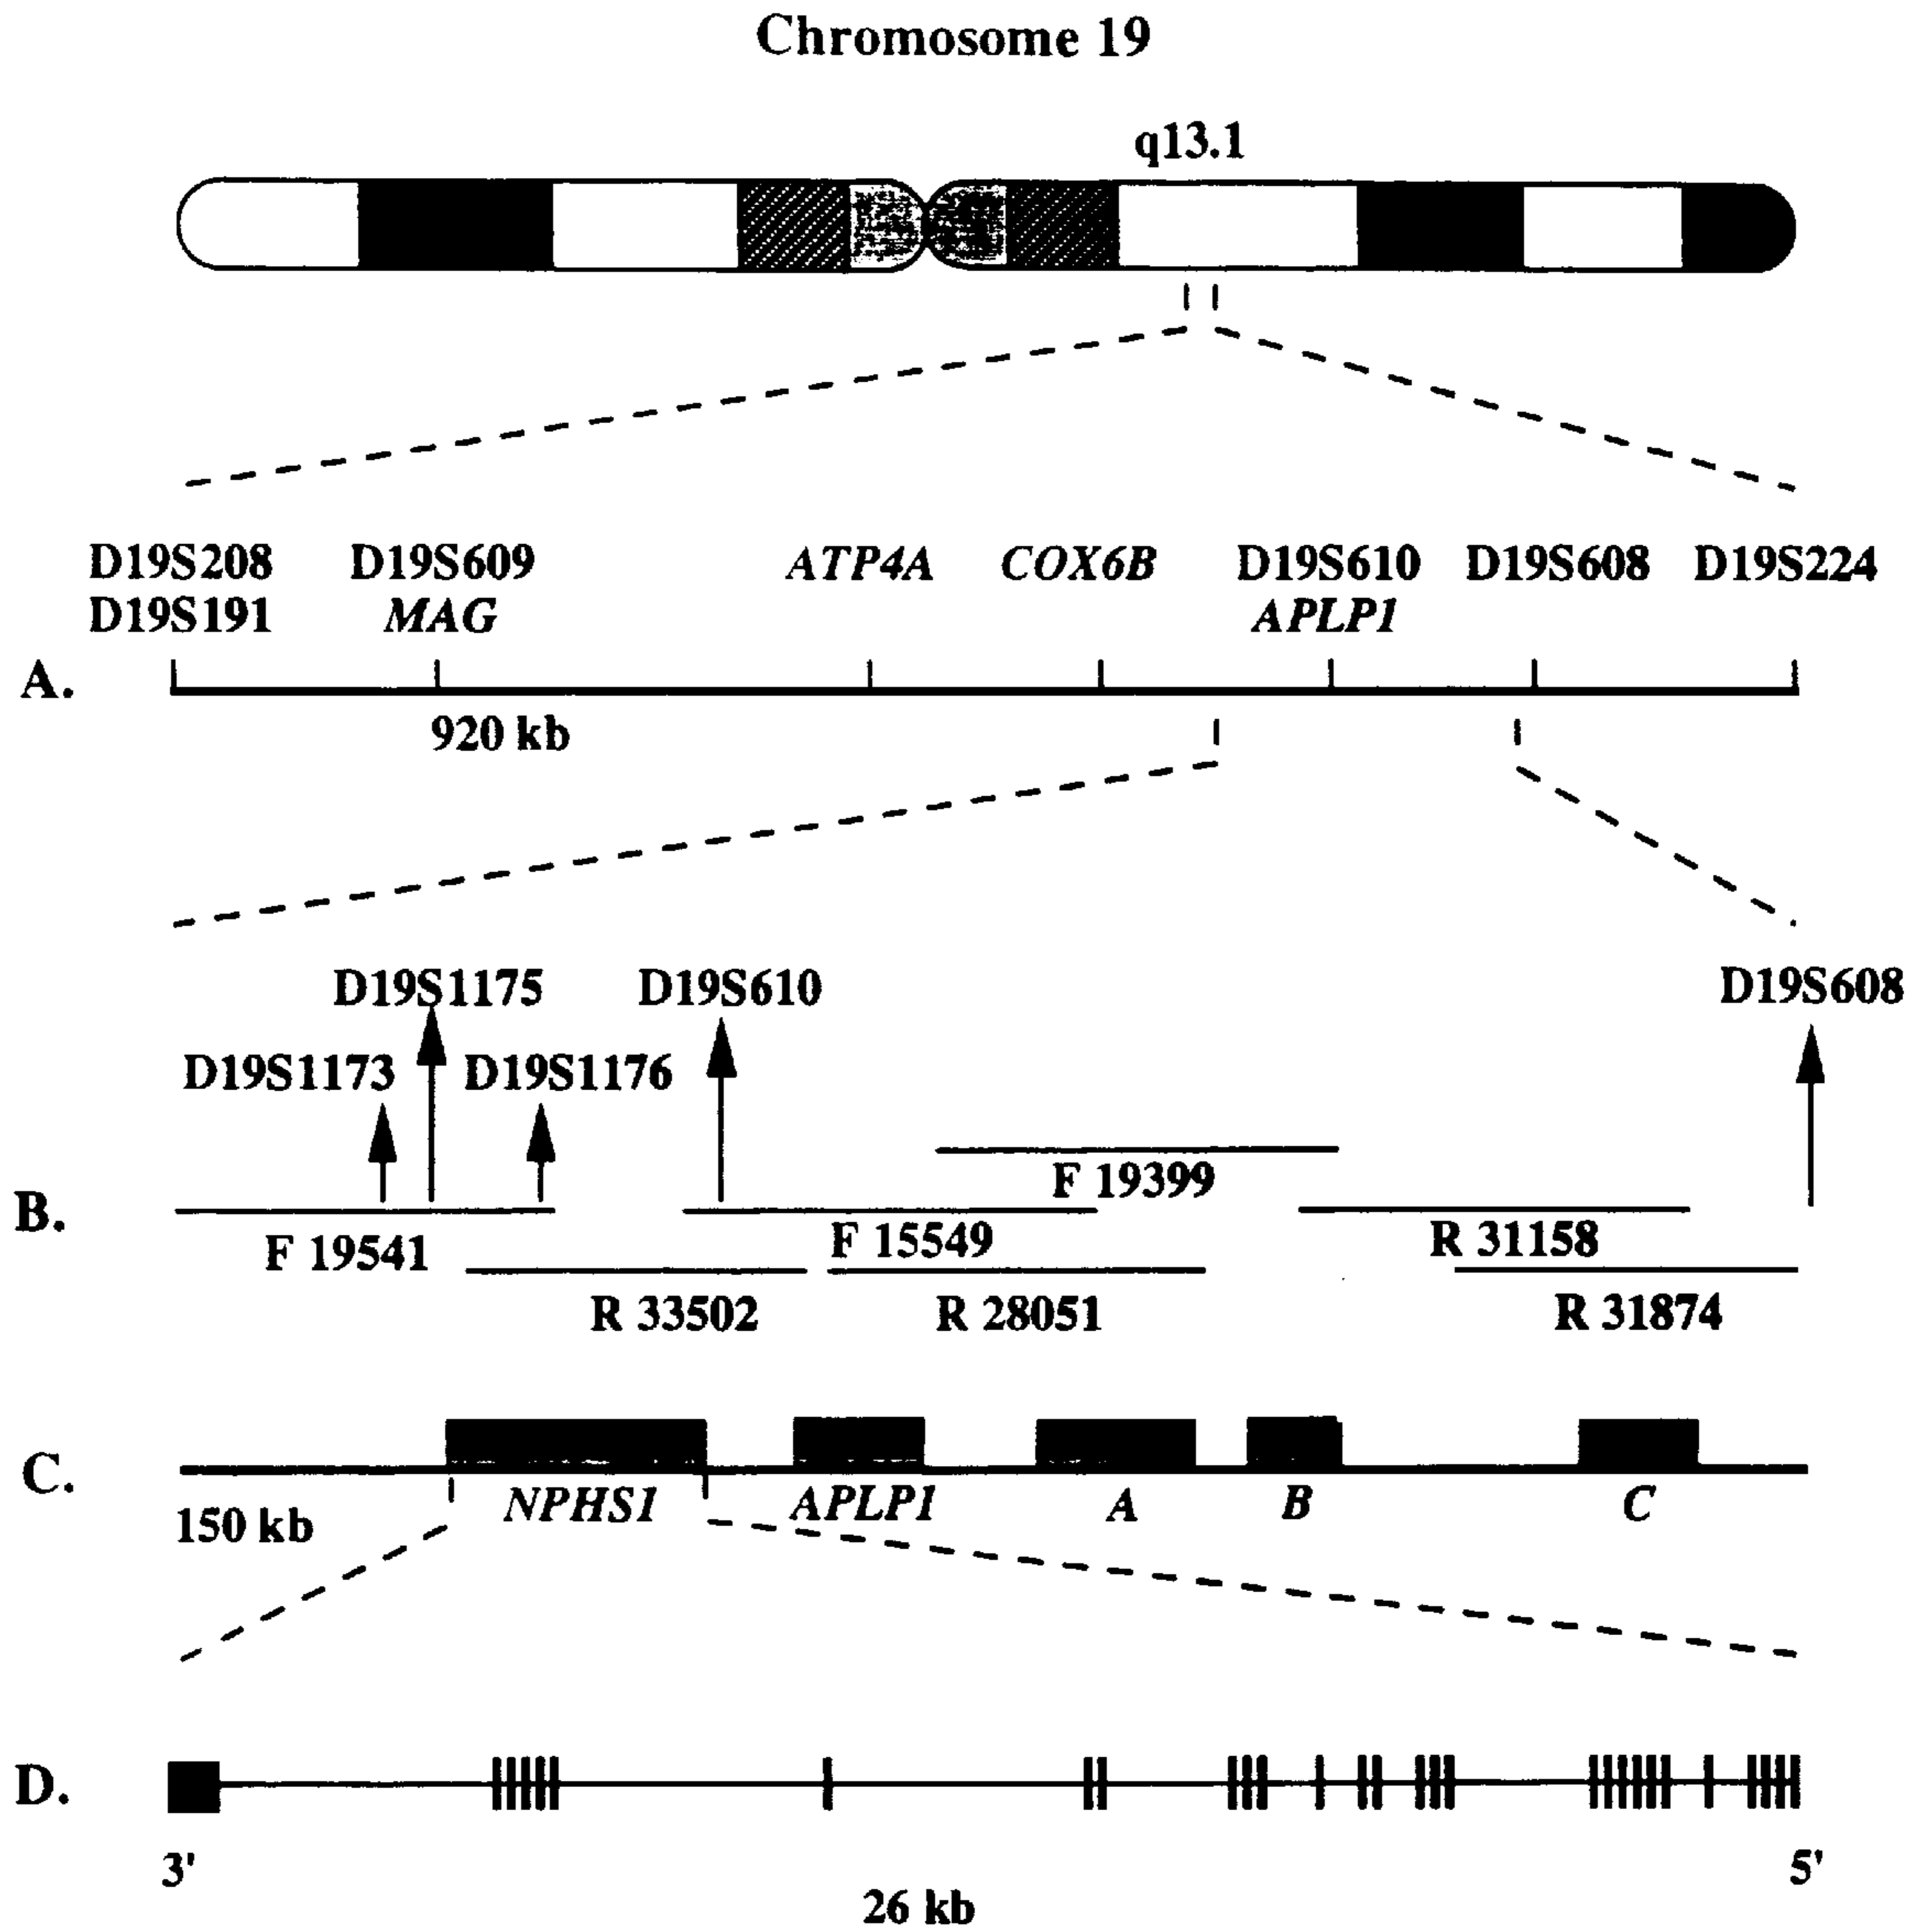 Chromosome 19
q13.1
D19S208 D19S609 ATP4A COX6B D19S610 D19S608 D19S224
D19S191 MAG APLP1
A.
920 kb
D19S1175 D19S610 D19S608
D19S1173 D19S1176
F 19399
B.
F 19541 F 15549 R 31158
R 33502 R 28051 R 31874
C.
NPHS1 APLP1 A B C
150 kb
D.
3' 5'
26 kb